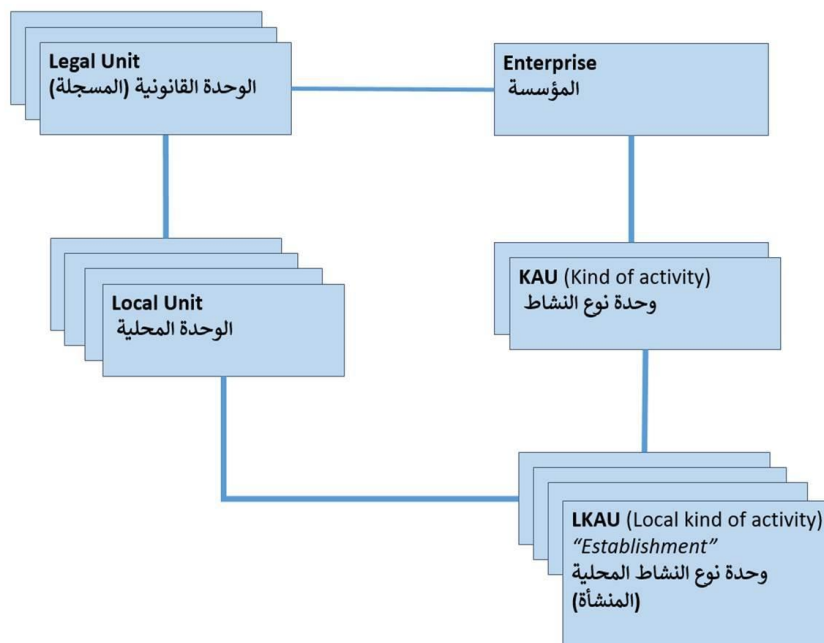 Legal Unit
الوحدة القانونية (المسجلة)
Enterprise
المؤسسة
Local Unit
الوحدة المحلية
KAU (Kind of activity)
وحدة نوع النشاط
LKAU (Local kind of activity)
“Establishment”
وحدة نوع النشاط المحلية
(المنشأة)